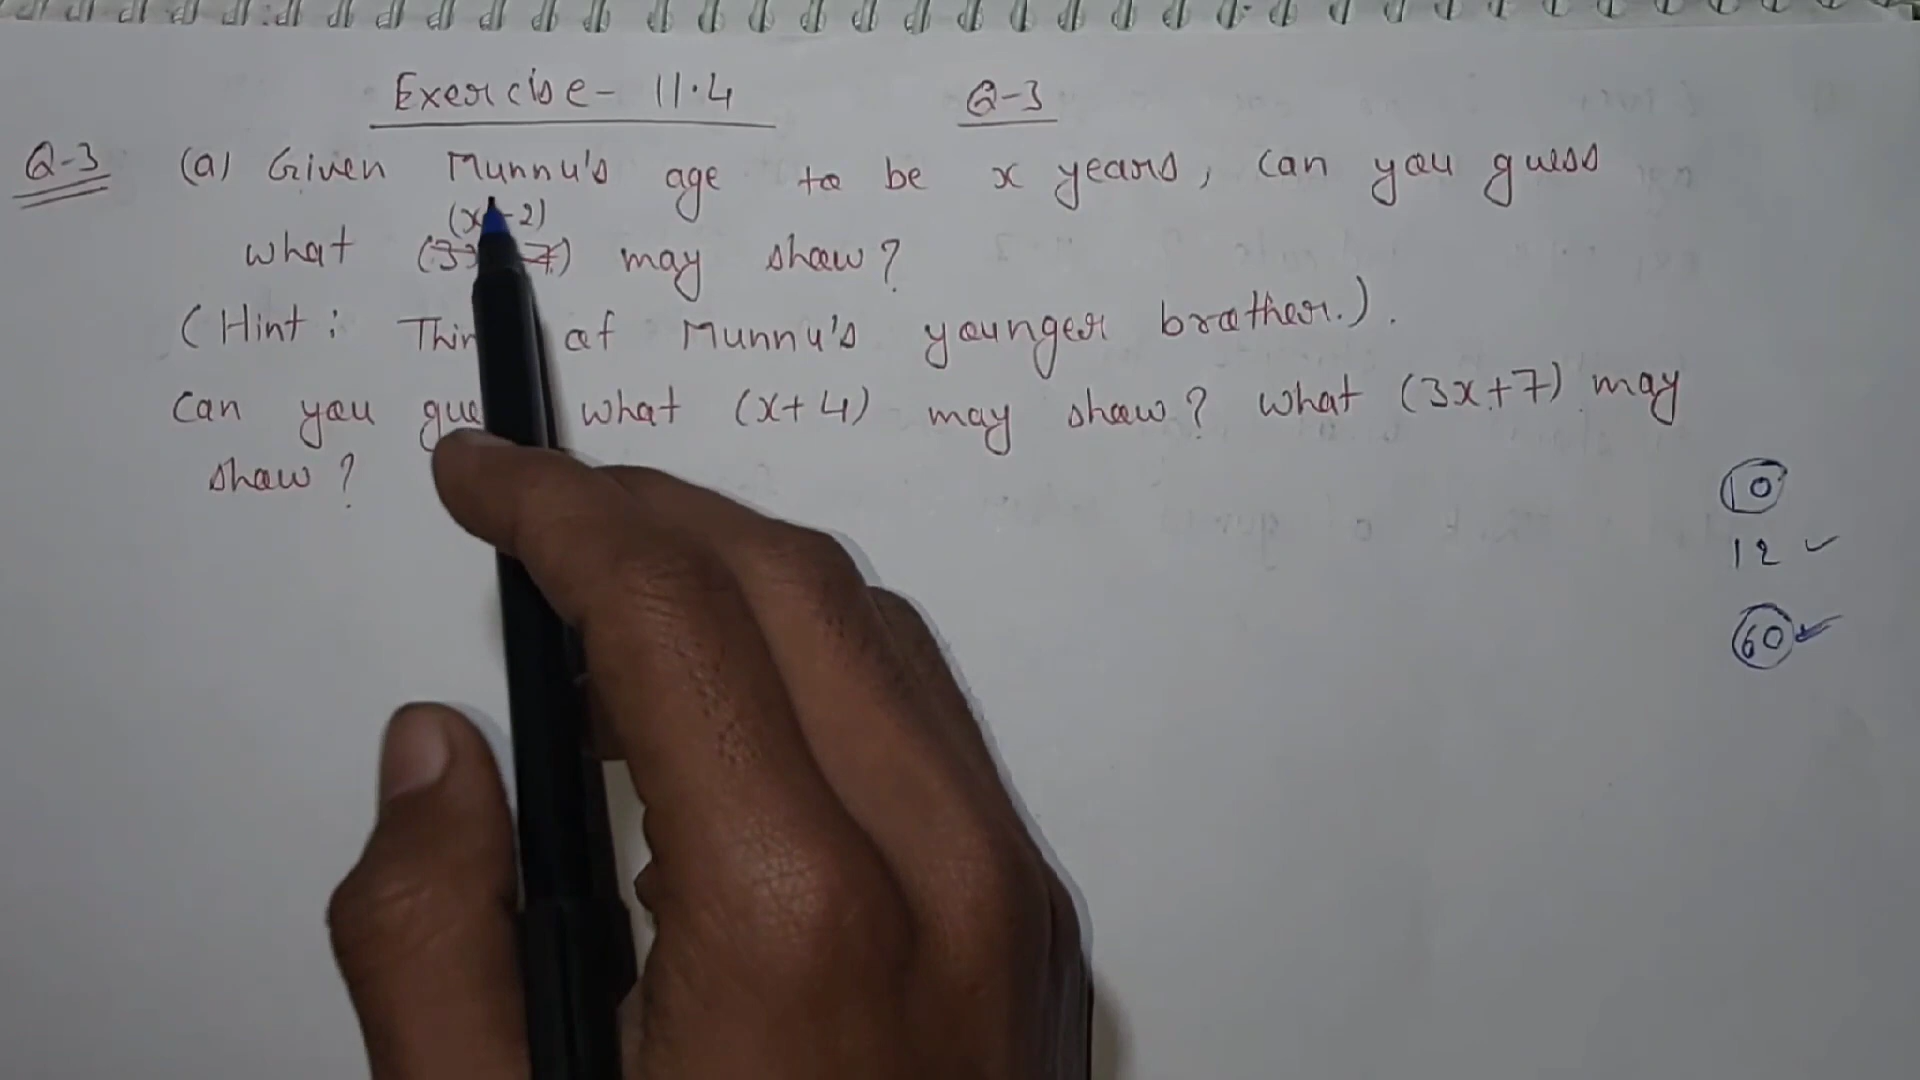 Exercise - 11.4 Q-3
Q-3 (a) Given Munnu's age to be x years, can you guess
(x-2)
what may show?
(Hint: of Munnu's younger brother.).
can you what (x+4) may show? what (3x+7) may
show?
10
12 ✓
60 ✓